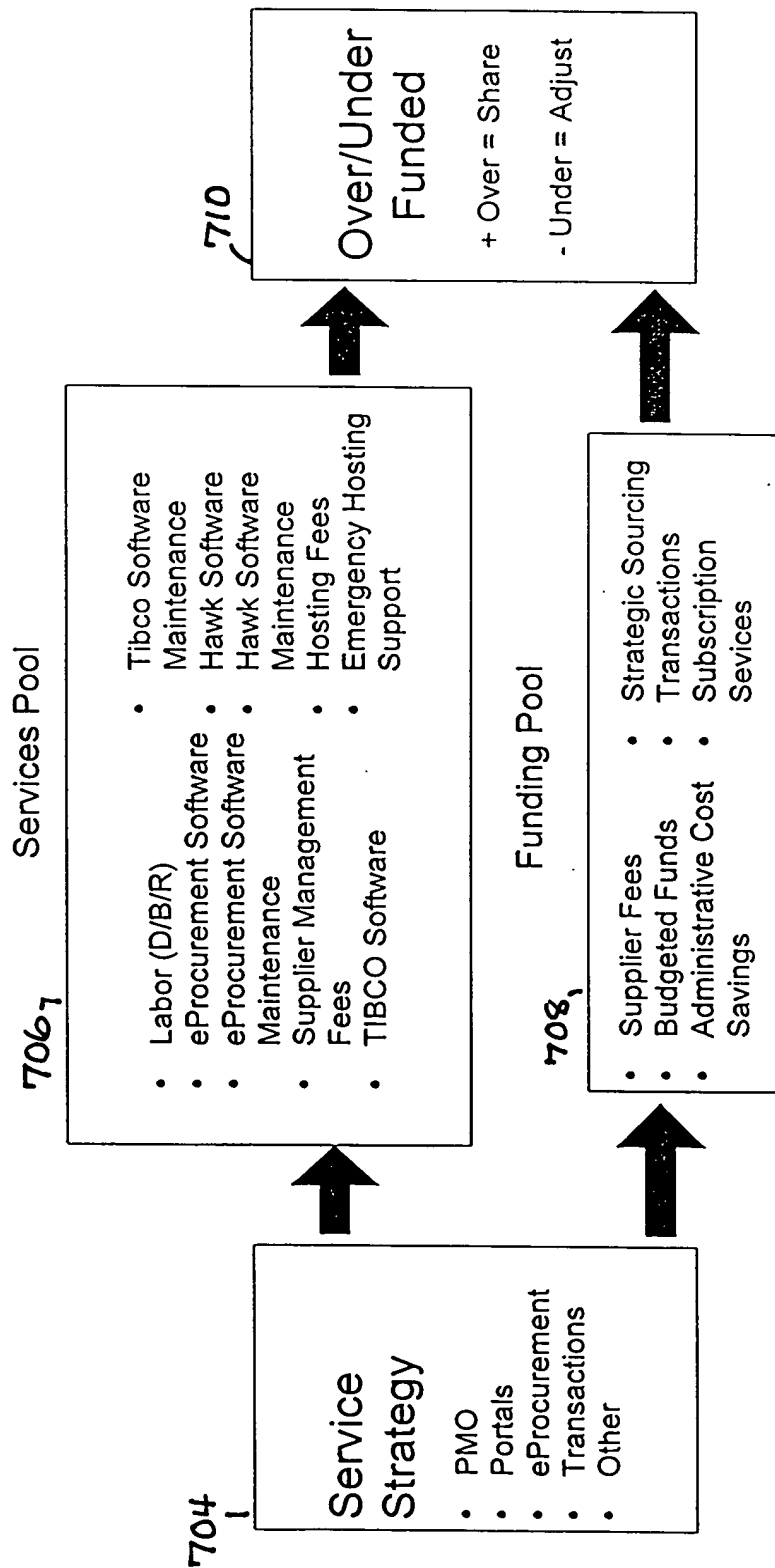 704
Service
Strategy
• PMO
• Portals
• eProcurement
• Transactions
• Other
Services Pool
706
• Labor (D/B/R)
• eProcurement Software
• eProcurement Software
Maintenance
• Supplier Management
Fees
• TIBCO Software
• Tibco Software
Maintenance
• Hawk Software
• Hawk Software
Maintenance
• Hosting Fees
• Emergency Hosting
Support
Funding Pool
708
• Supplier Fees
• Budgeted Funds
• Administrative Cost
Savings
• Strategic Sourcing
• Transactions
• Subscription
Sevices
710
Over/Under
Funded
+ Over = Share
- Under = Adjust